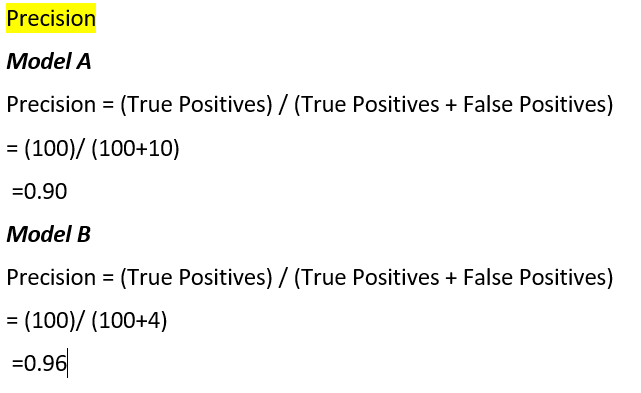 Precision
Model A
Precision = (True Positives) / (True Positives + False Positives)
= (100)/ (100+10)
=0.90
Model B
Precision = (True Positives) / (True Positives + False Positives)
= (100)/ (100+4)
=0.96